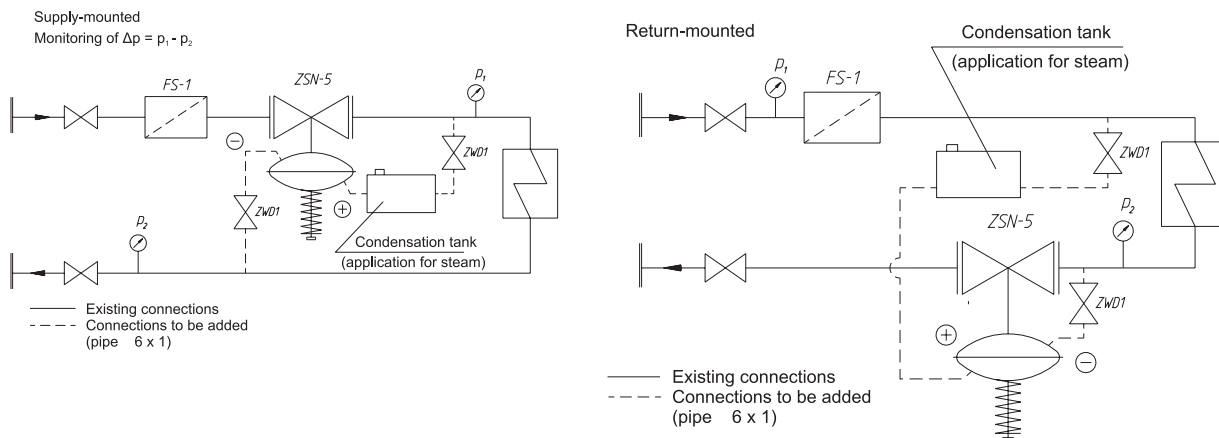 Supply-mounted
Monitoring of Δp = p₁ - p₂
FS-1
ZSN-5
p₁
ZWD1
ZWD1
p₂
Condensation tank
(application for steam)
Existing connections
Connections to be added
(pipe 6 x 1)
Return-mounted
Condensation tank
(application for steam)
p₁
FS-1
ZWD1
p₂
ZSN-5
ZWD1
Existing connections
Connections to be added
(pipe 6 x 1)